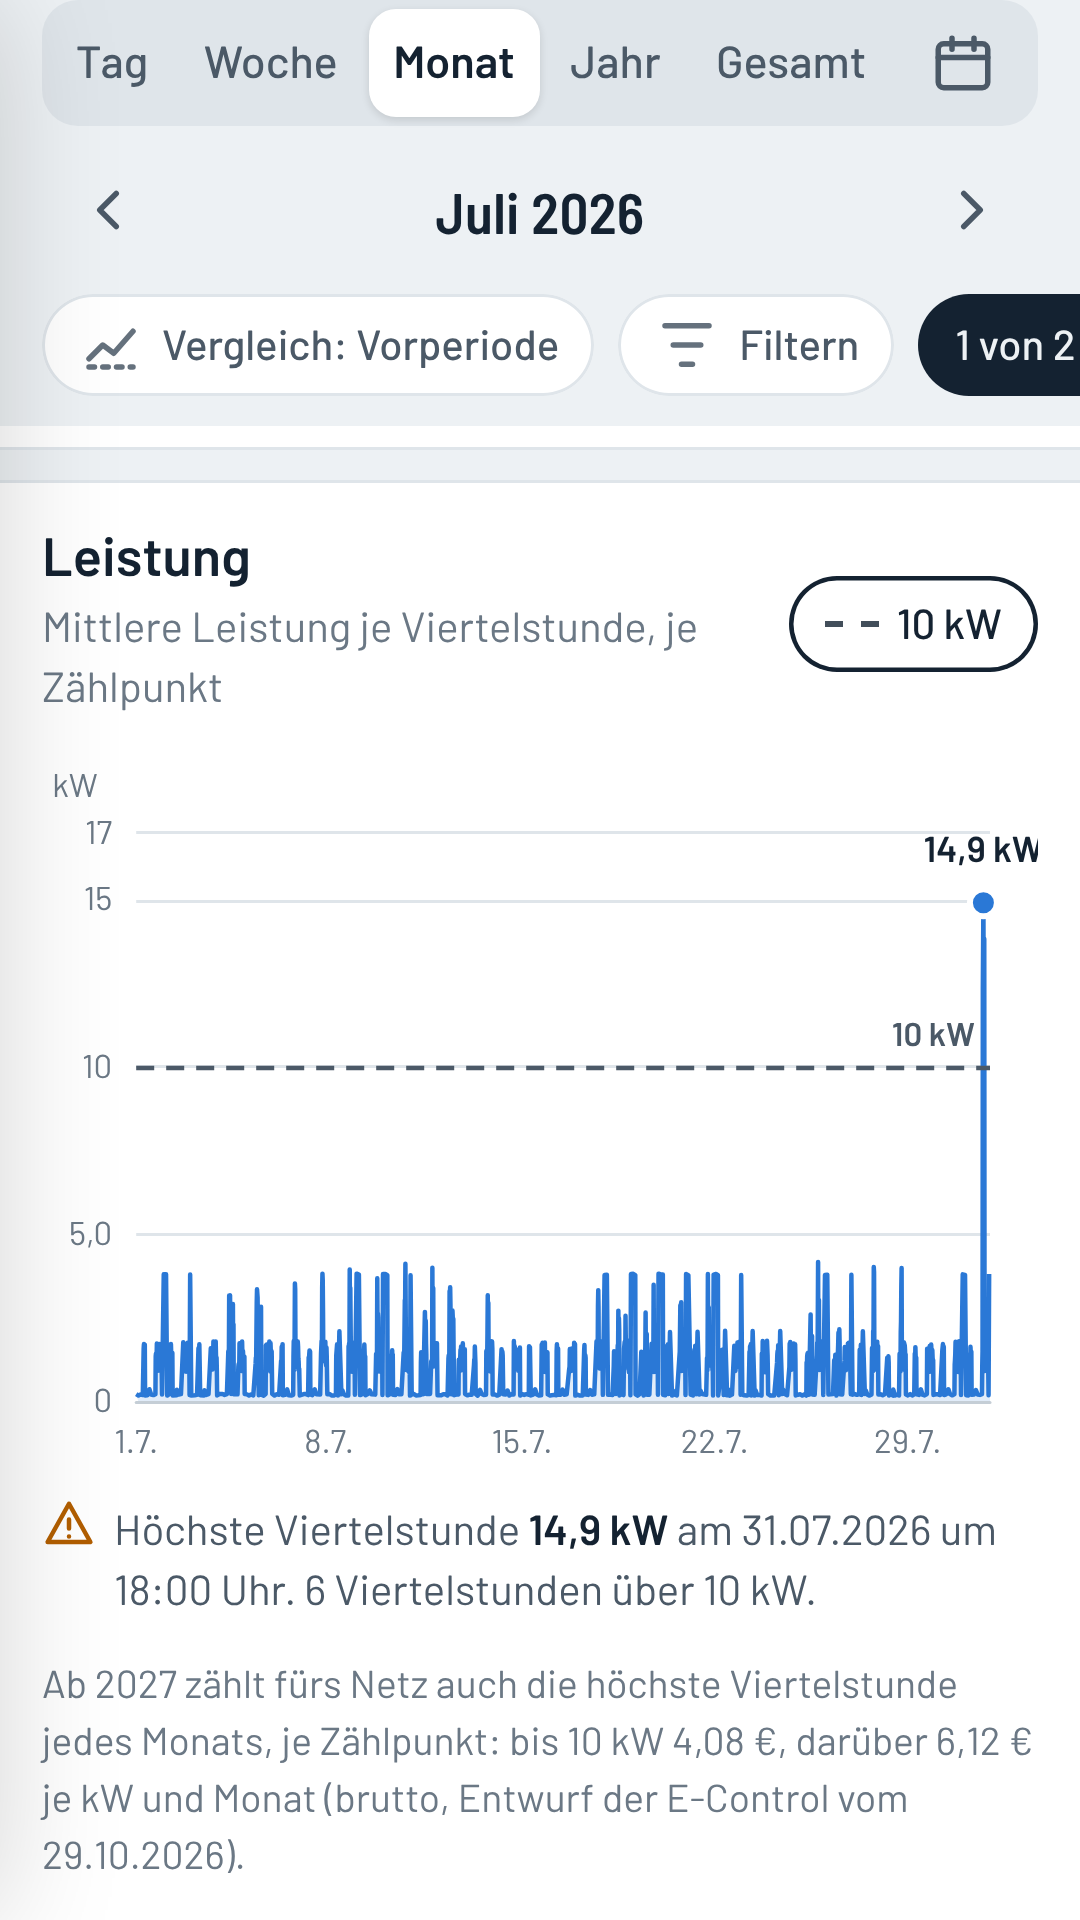 Tag Woche Monat Jahr Gesamt
Juli 2026
Vergleich: Vorperiode Filtern 1 von 2
Leistung
Mittlere Leistung je Viertelstunde, je
Zählpunkt
10 kW
kW
17
14,9 kW
15
10 kW
10
5,0
0
1.7. 8.7. 15.7. 22.7. 29.7.
Höchste Viertelstunde 14,9 kW am 31.07.2026 um
18:00 Uhr. 6 Viertelstunden über 10 kW.
Ab 2027 zählt fürs Netz auch die höchste Viertelstunde
jedes Monats, je Zählpunkt: bis 10 kW 4,08 €, darüber 6,12 €
je kW und Monat (brutto, Entwurf der E-Control vom
29.10.2026).